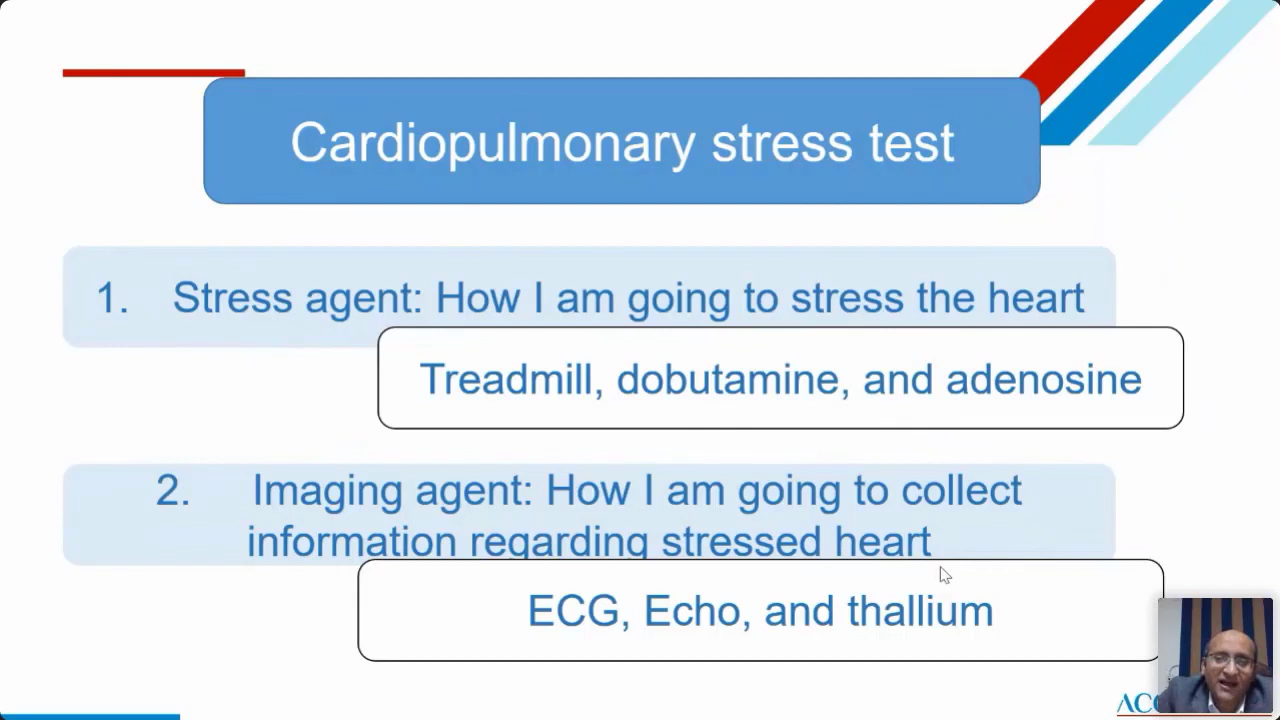 Cardiopulmonary stress test
1. Stress agent: How I am going to stress the heart
Treadmill, dobutamine, and adenosine
2. Imaging agent: How I am going to collect
information regarding stressed heart
ECG, Echo, and thallium